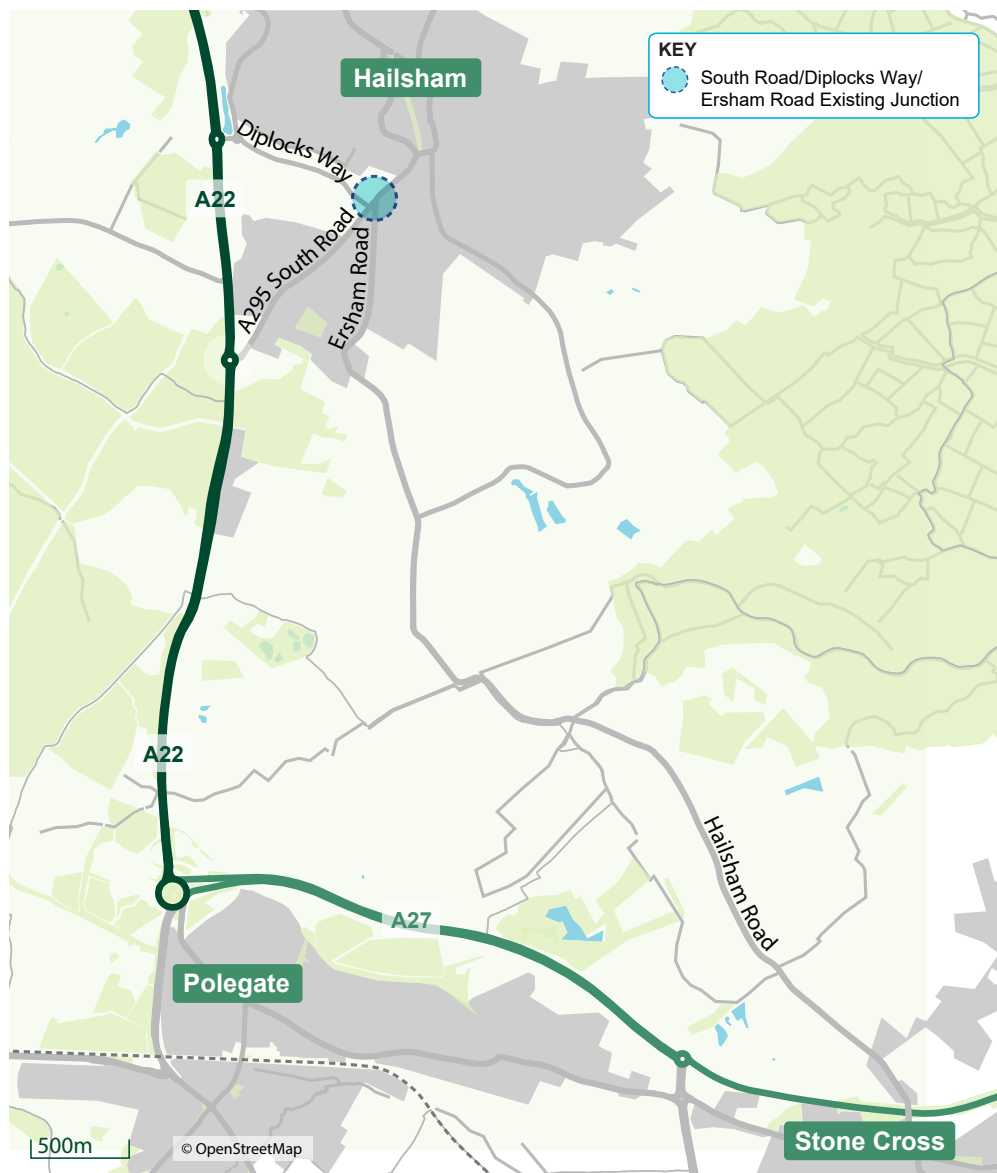 Hailsham
KEY
South Road/Diplocks Way/
Ersham Road Existing Junction
Diplocks Way
A22
A295 South Road
Ersham Road
A22
Hailsham Road
A27
Polegate
Stone Cross
500m
© OpenStreetMap